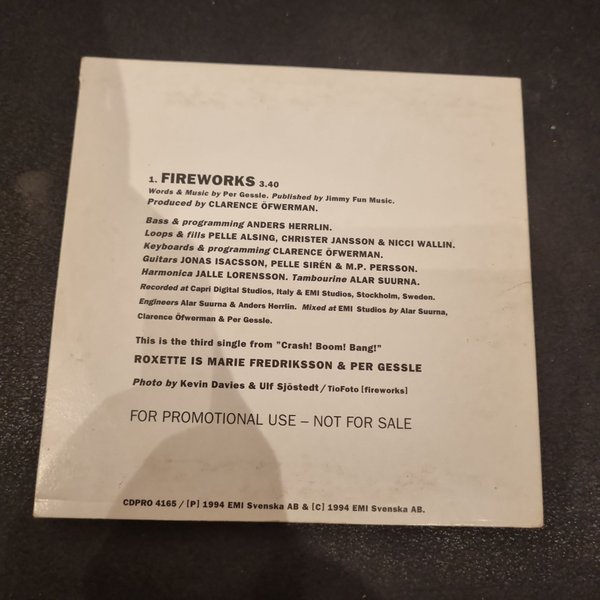 1. FIREWORKS 3.40
Words & Music by Per Gessle. Published by Jimmy Fun Music.
Produced by CLARENCE ÖFWERMAN.
Bass & programming ANDERS HERRLIN.
Loops & fills PELLE ALSING, CHRISTER JANSSON & NICCI WALLIN.
Keyboards & programming CLARENCE ÖFWERMAN.
Guitars JONAS ISACSSON, PELLE SIRÉN & M.P. PERSSON.
Harmonica JALLE LORENSSON. Tambourine ALAR SUURNA.
Recorded at Capri Digital Studios, Italy & EMI Studios, Stockholm, Sweden.
Engineers Alar Suurna & Anders Herrlin. Mixed at EMI Studios by Alar Suurna,
Clarence Öfwerman & Per Gessle.
This is the third single from "Crash! Boom! Bang!"
ROXETTE IS MARIE FREDRIKSSON & PER GESSLE
Photo by Kevin Davies & Ulf Sjöstedt / TioFoto [fireworks]
FOR PROMOTIONAL USE – NOT FOR SALE
CDPRO 4165 / [P] 1994 EMI Svenska AB & [C] 1994 EMI Svenska AB.